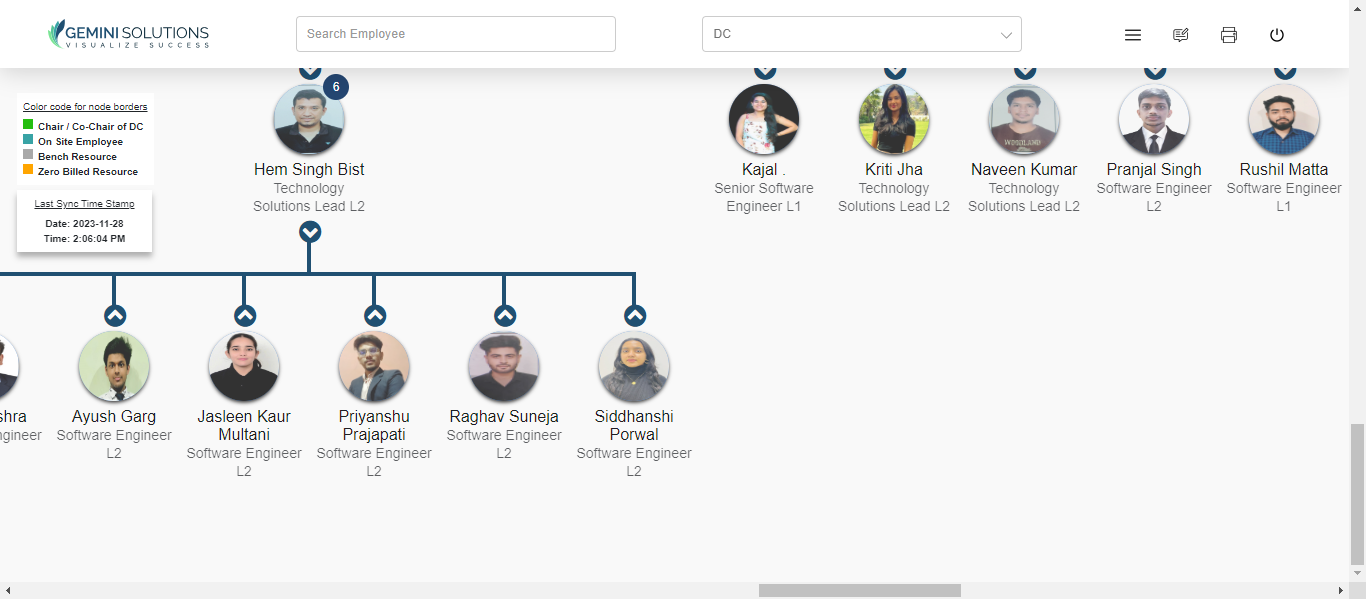 GEMINI SOLUTIONS
VISUALIZE SUCCESS
Search Employee
DC
Color code for node borders
Chair / Co-Chair of DC
On Site Employee
Bench Resource
Zero Billed Resource
Last Sync Time Stamp
Date: 2023-11-28
Time: 2:06:04 PM
6
Hem Singh Bist
Technology
Solutions Lead L2
Kajal .
Senior Software
Engineer L1
Kriti Jha
Technology
Solutions Lead L2
Naveen Kumar
Technology
Solutions Lead L2
Pranjal Singh
Software Engineer
L2
Rushil Matta
Software Engineer
L1
shra
ngineer
Ayush Garg
Software Engineer
L2
Jasleen Kaur
Multani
Software Engineer
L2
Priyanshu
Prajapati
Software Engineer
L2
Raghav Suneja
Software Engineer
L2
Siddhanshi
Porwal
Software Engineer
L2